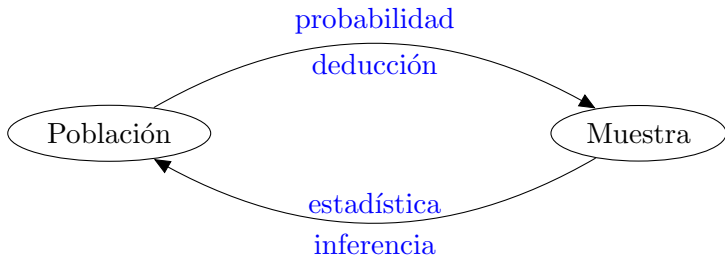 probabilidad
deducción
Población
Muestra
estadística
inferencia